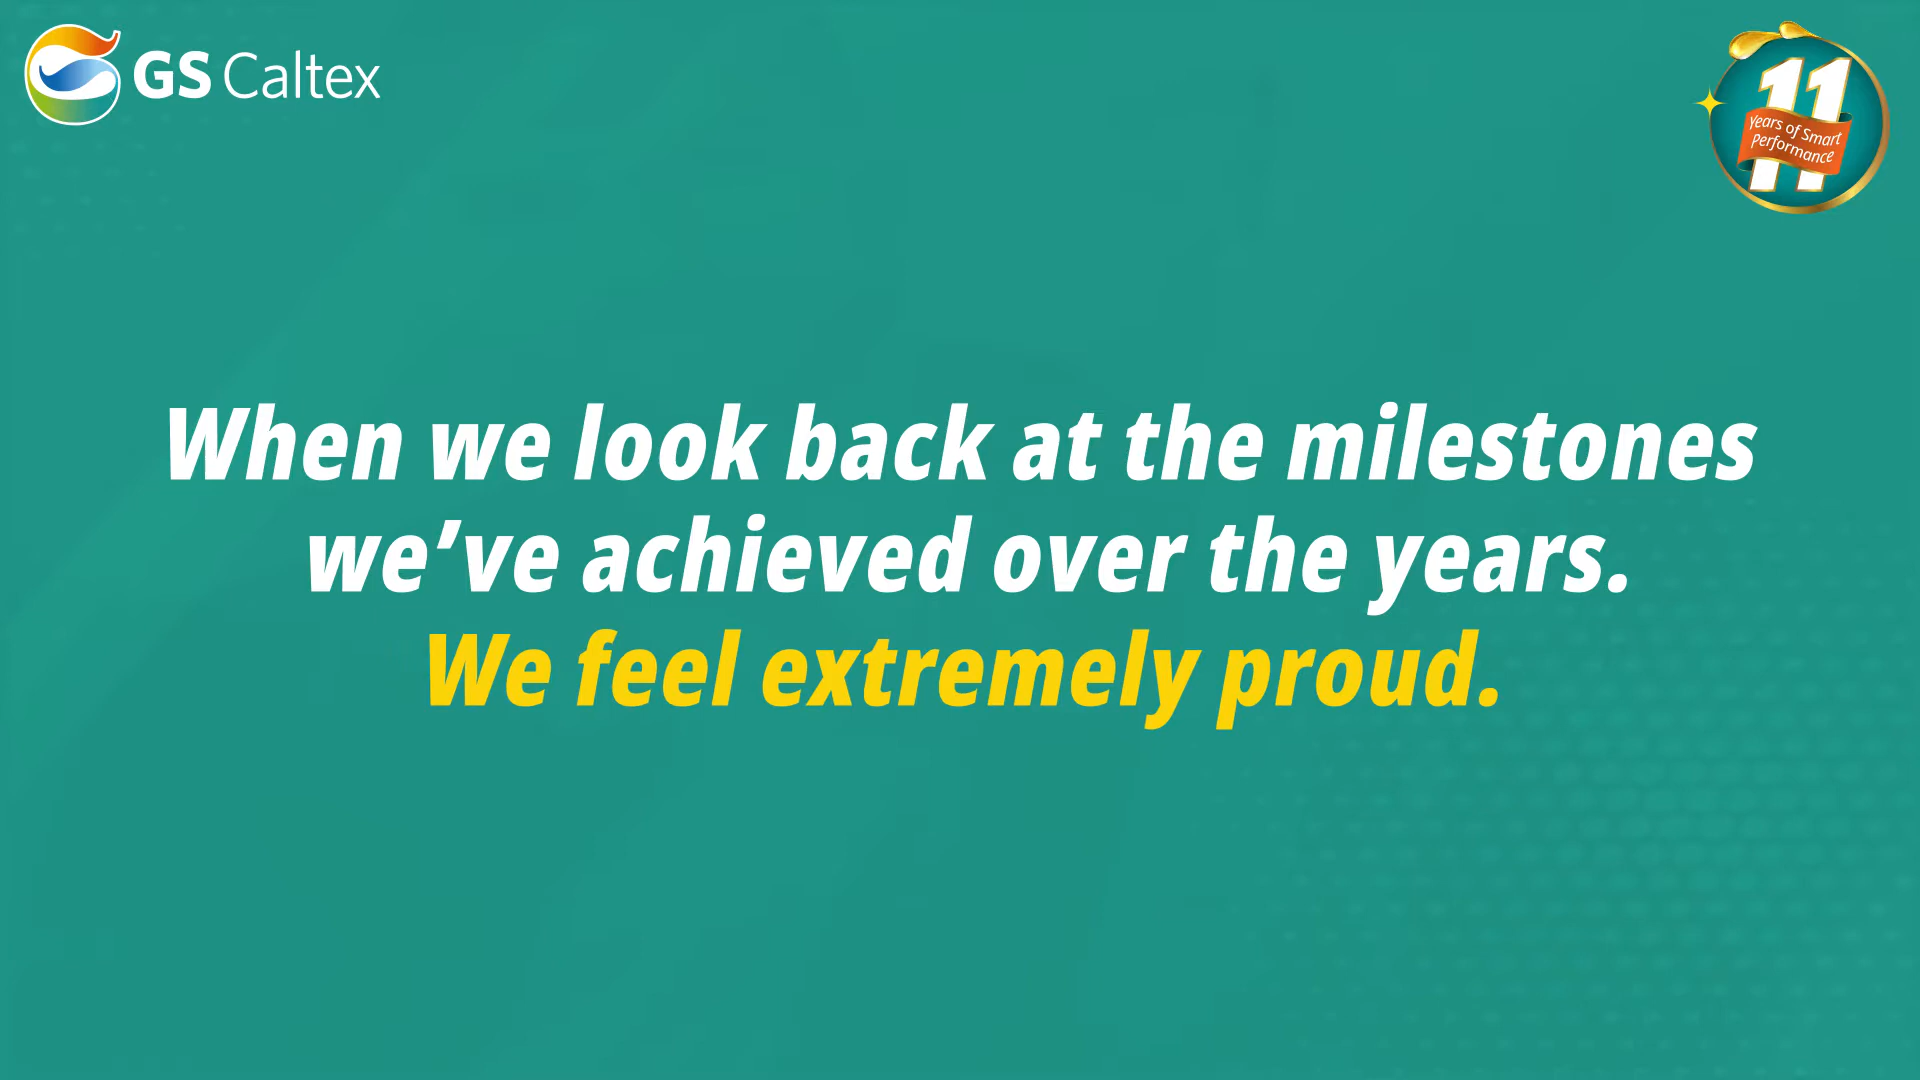 GS Caltex
11
Years of Smart
Performance
When we look back at the milestones
we’ve achieved over the years.
We feel extremely proud.